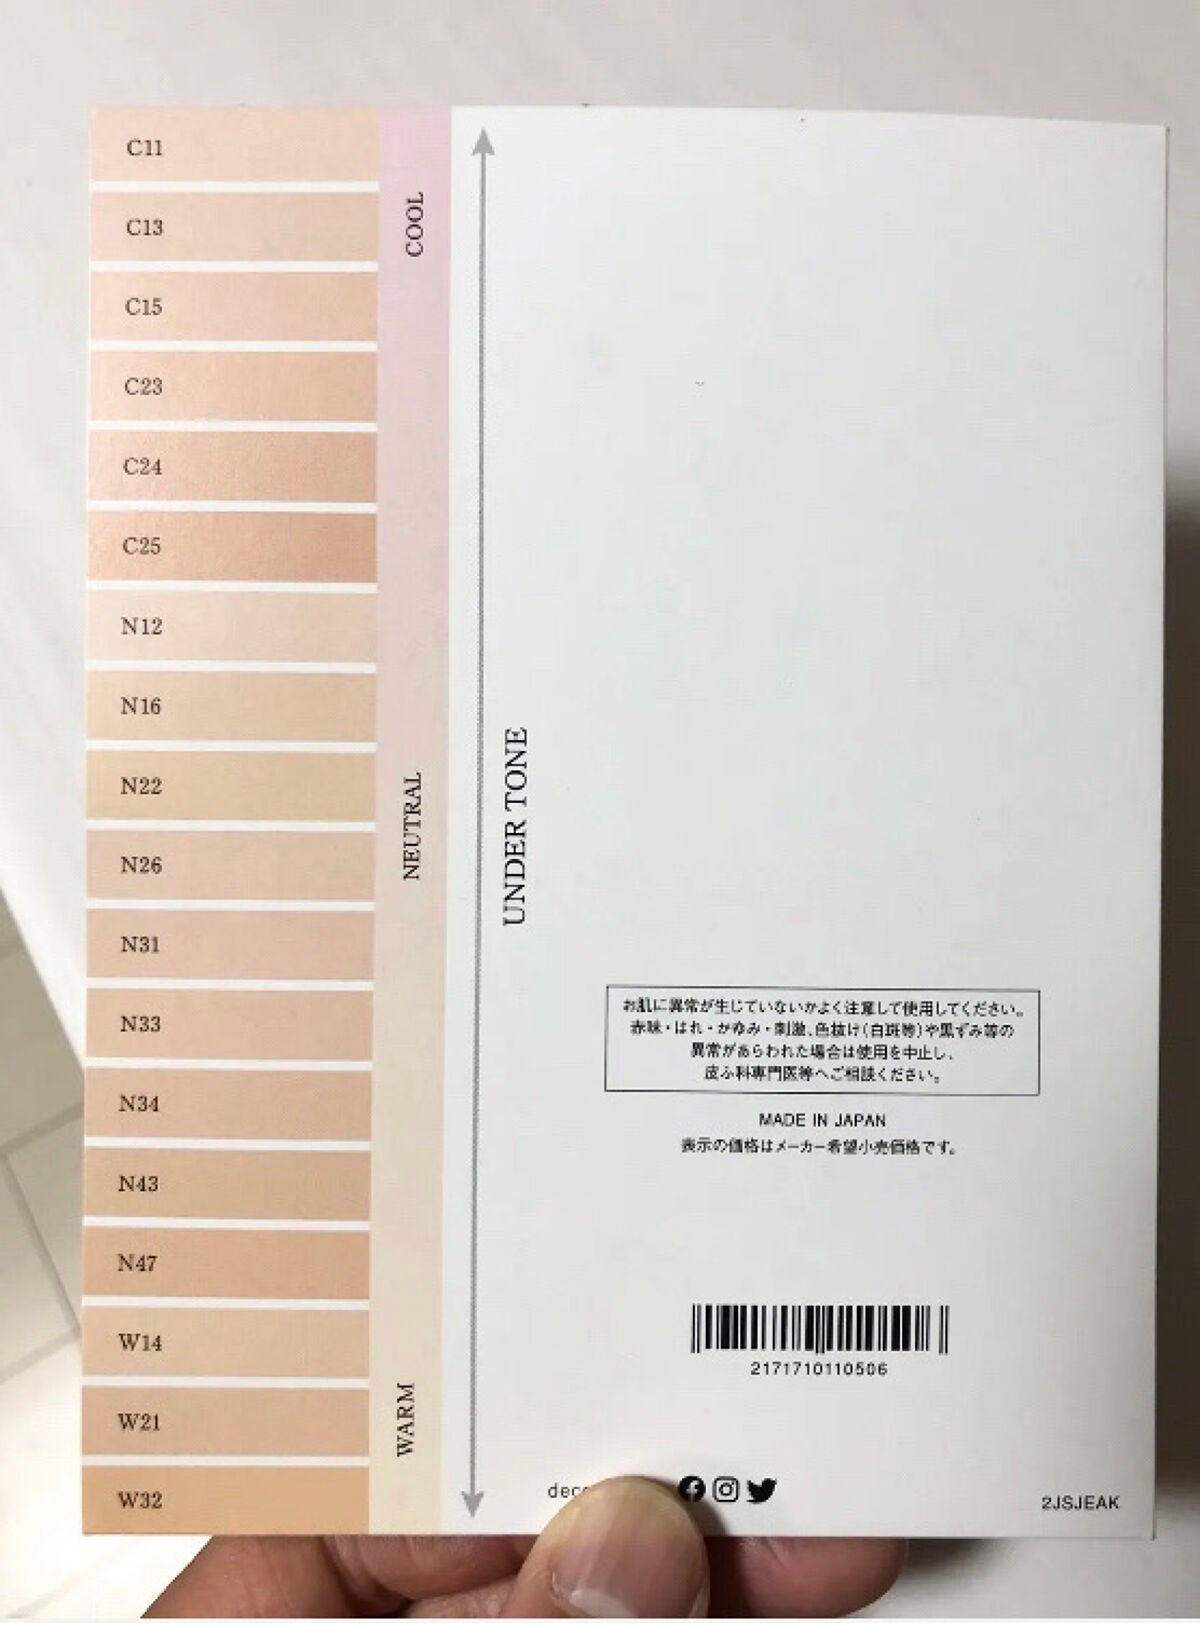 C11
C13
C15
C23
C24
C25
N12
N16
N22
N26
N31
N33
N34
N43
N47
W14
W21
W32
COOL
NEUTRAL
WARM
UNDER TONE
お肌に異常が生じていないかよく注意して使用してください。
赤味・はれ・かゆみ・刺激、色抜け(白斑等)や黒ずみ等の
異常があらわれた場合は使用を中止し、
皮ふ科専門医等へご相談ください。
MADE IN JAPAN
表示の価格はメーカー希望小売価格です。
2171710110506
2JSJEAK